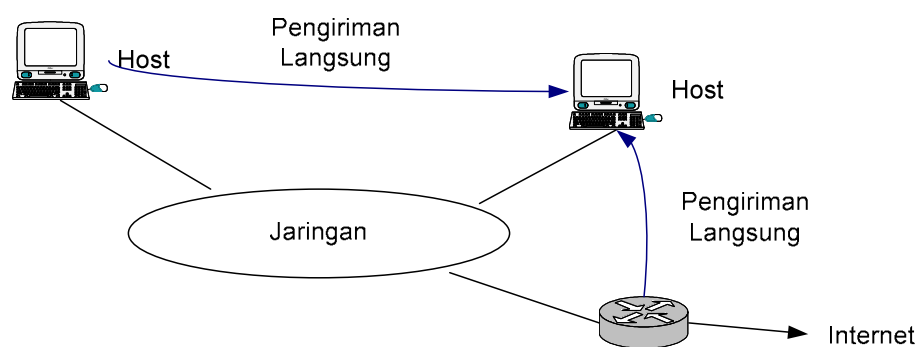 Pengiriman
Langsung
Host
Host
Pengiriman
Langsung
Jaringan
Internet